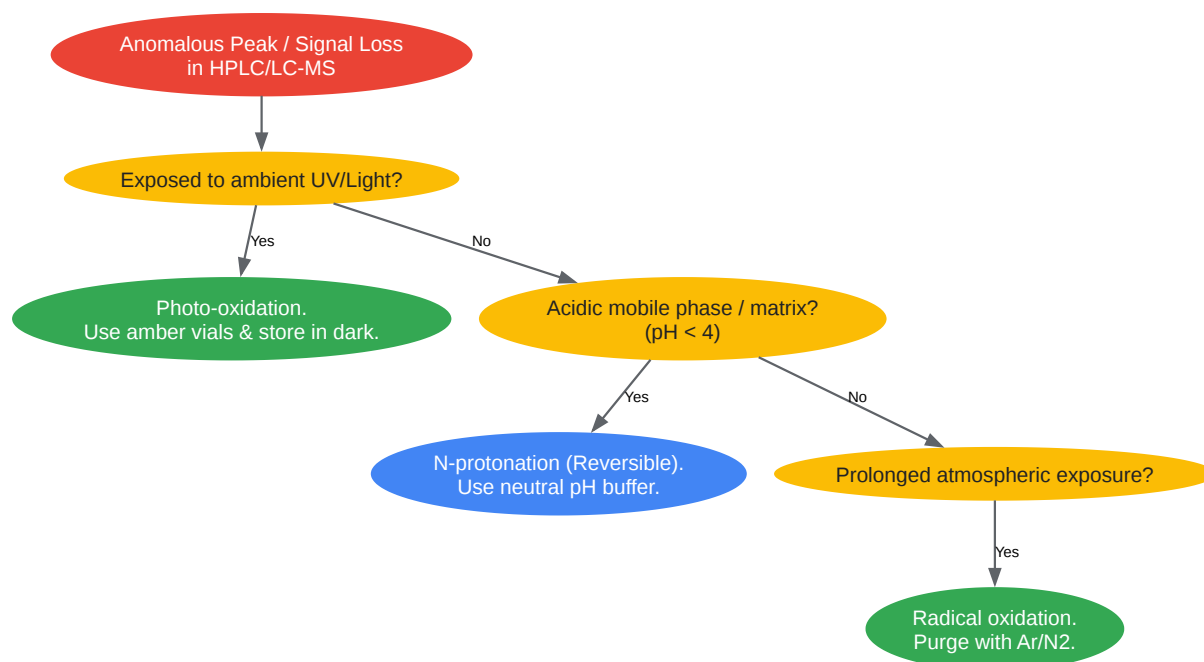 Anomalous Peak / Signal Loss
in HPLC/LC-MS
Exposed to ambient UV/Light?
Yes
No
Photo-oxidation.
Use amber vials & store in dark.
Acidic mobile phase / matrix?
(pH < 4)
Yes
No
N-protonation (Reversible).
Use neutral pH buffer.
Prolonged atmospheric exposure?
Yes
Radical oxidation.
Purge with Ar/N2.